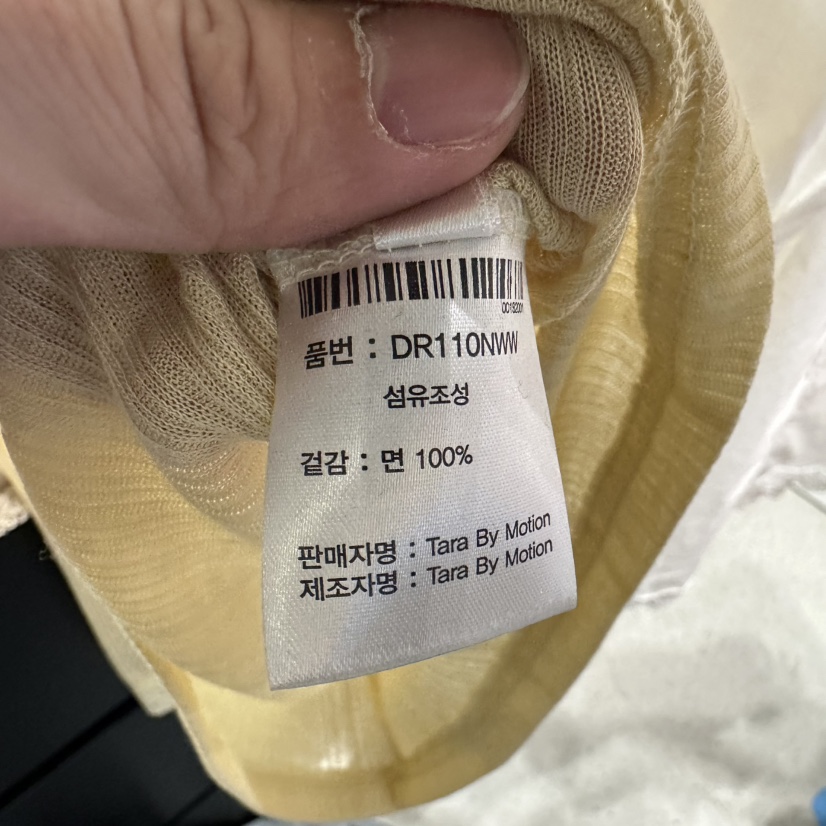 품번 : DR110NWW
섬유조성
겉감 : 면 100%
판매자명 : Tara By Motion
제조자명 : Tara By Motion